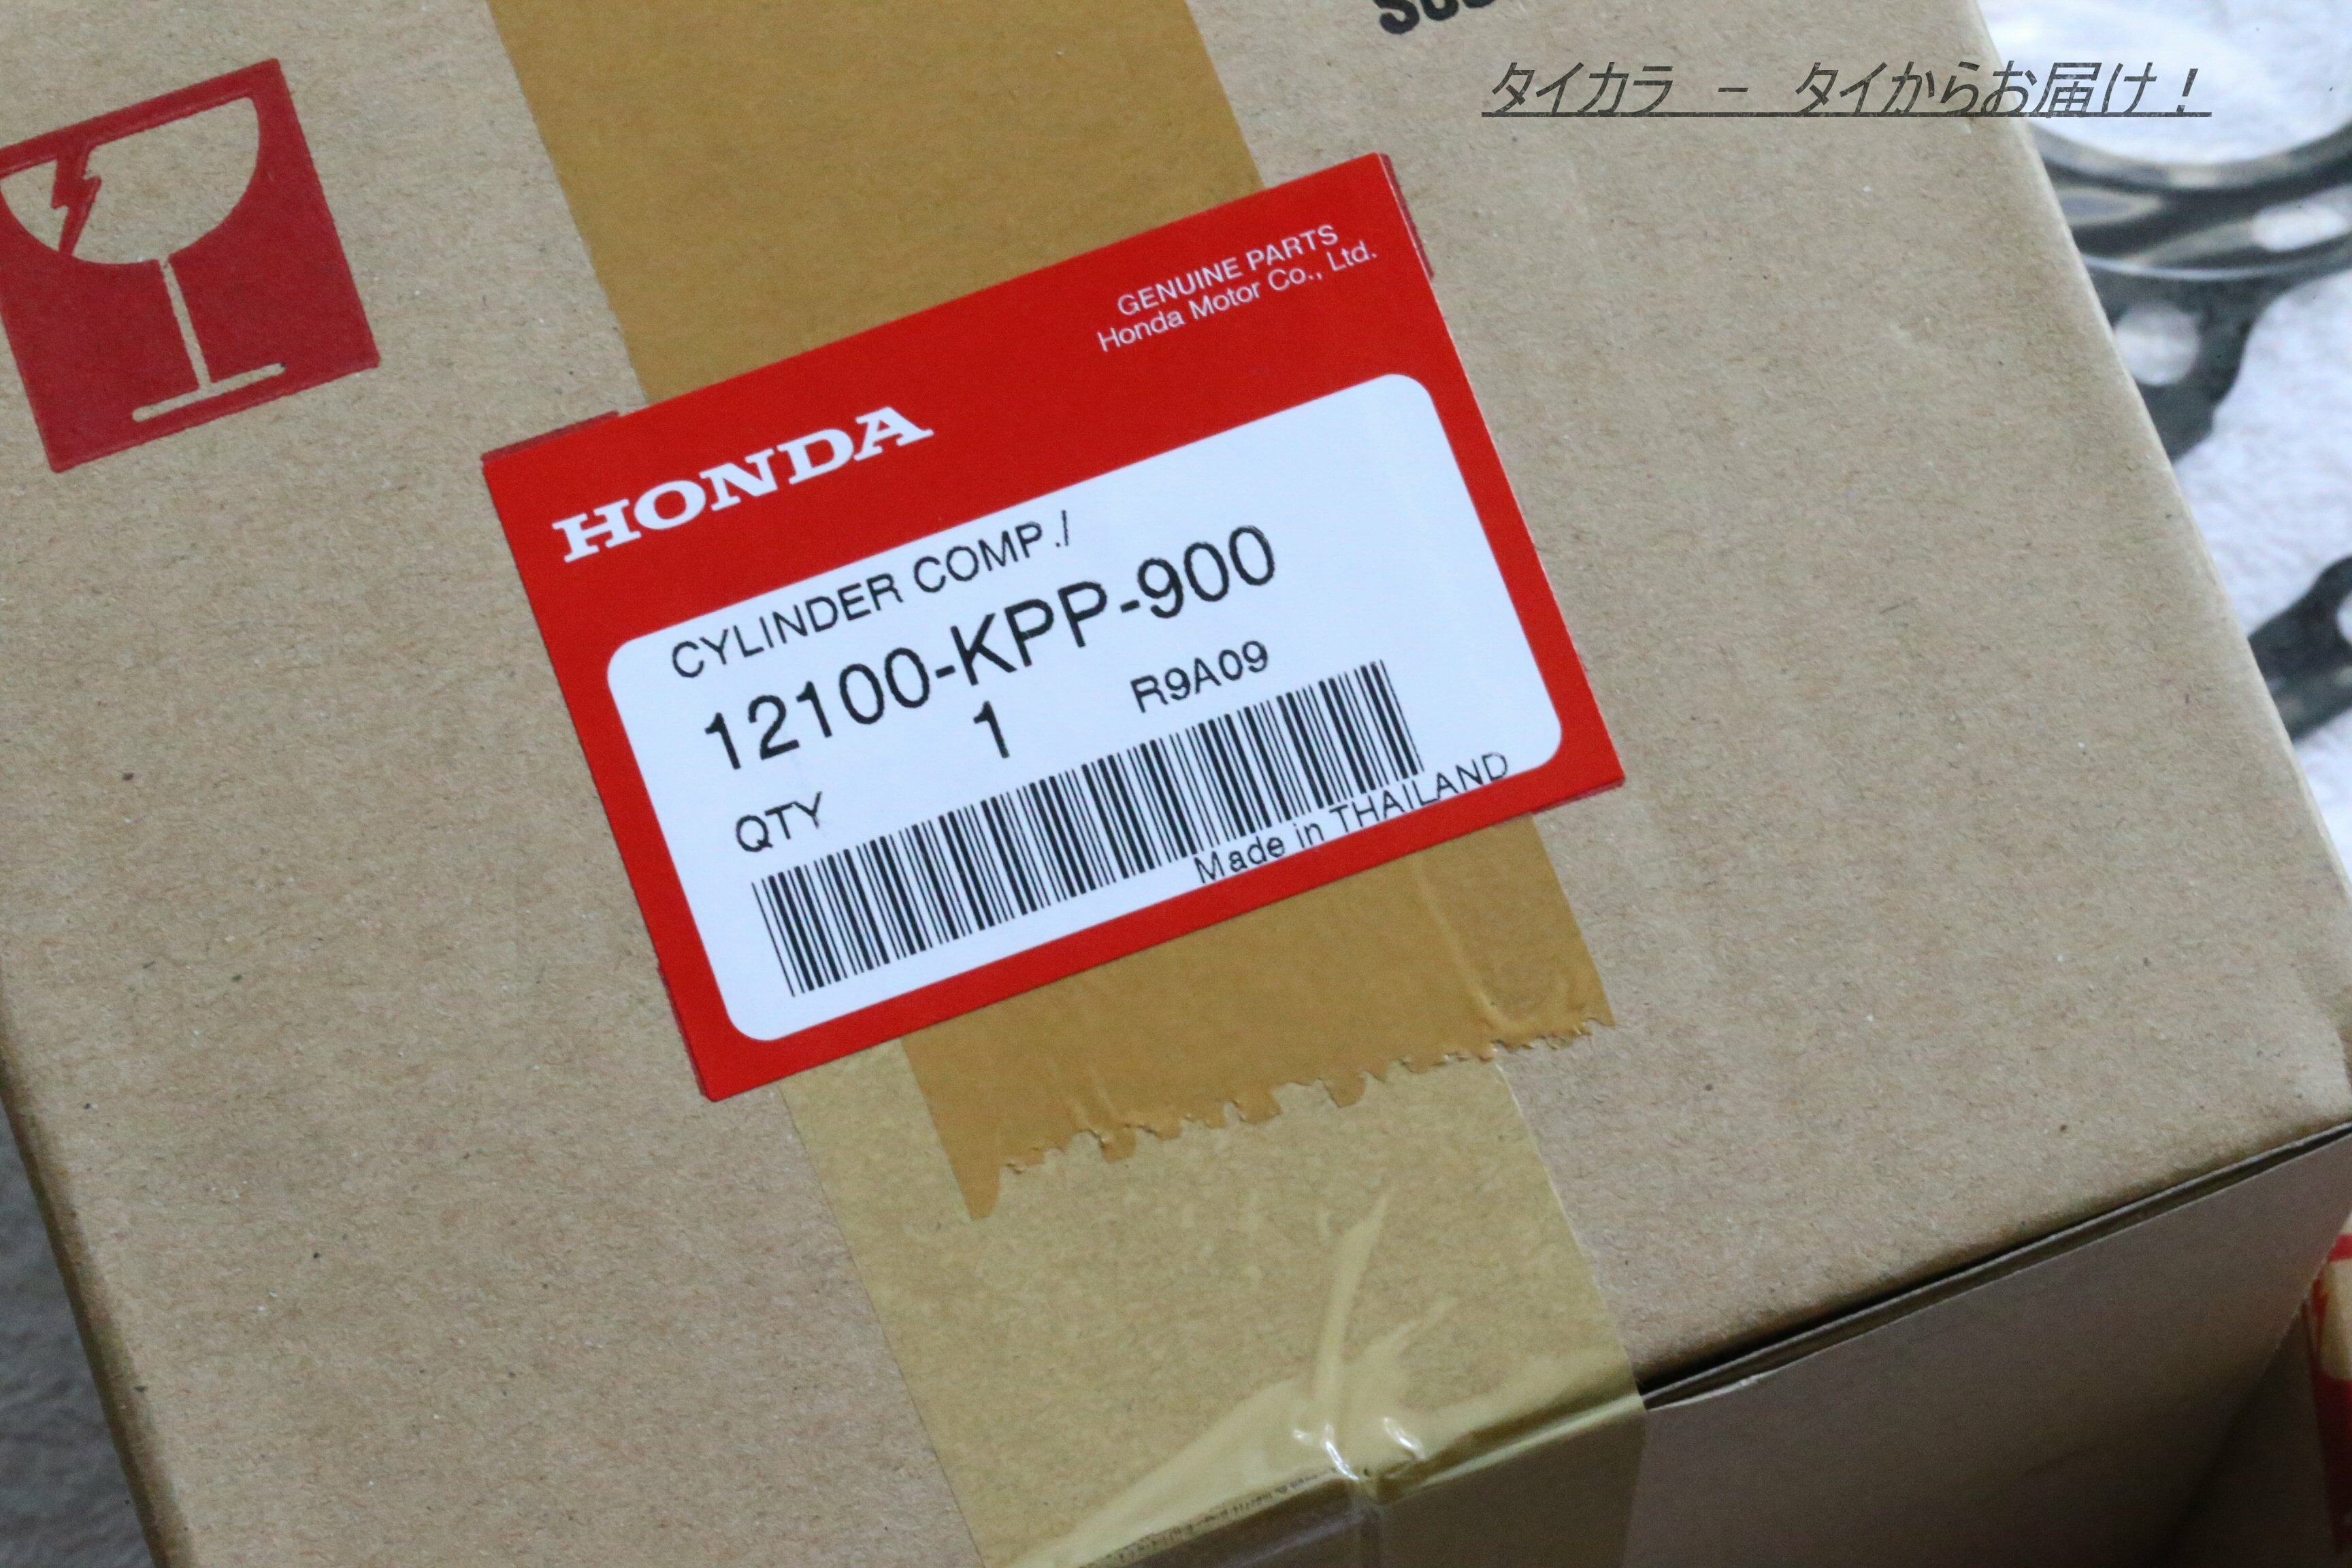 タイカラ － タイからお届け！
GENUINE PARTS
Honda Motor Co., Ltd.
HONDA
CYLINDER COMP./
12100-KPP-900
1 R9A09
QTY
Made in THAILAND